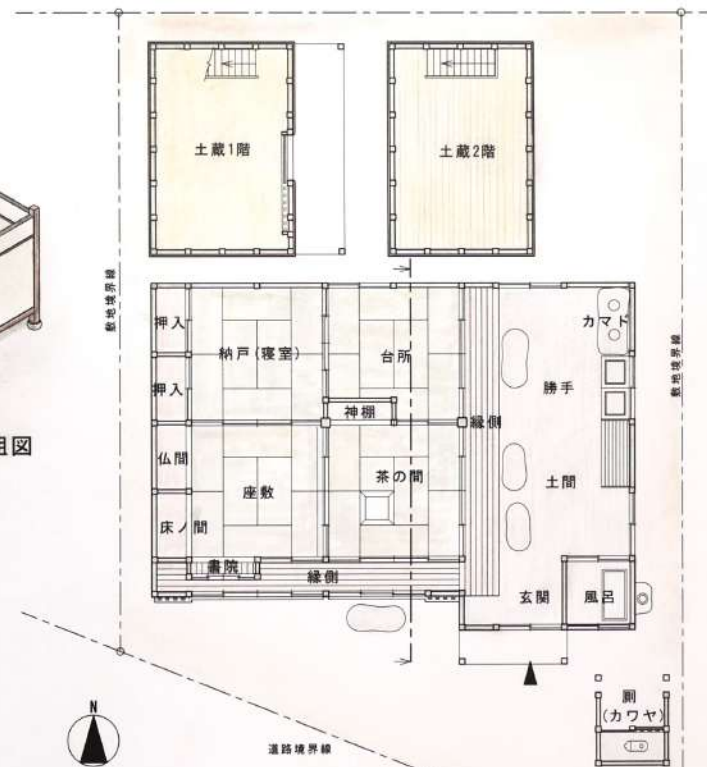 土蔵1階
土蔵2階
敷地境界線
敷地境界線
押入
納戸(寝室)
台所
カマド
勝手
押入
神棚
縁側
仏間
座敷
茶の間
土間
床ノ間
書院
縁側
玄関
風呂
組図
厠
(カワヤ)
N
道路境界線